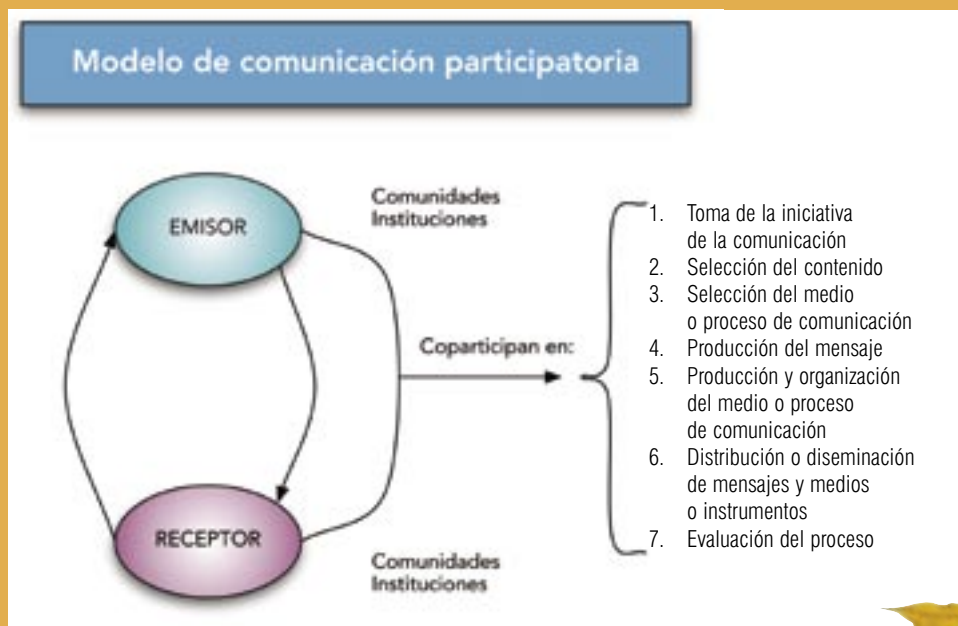 Modelo de comunicación participatoria
EMISOR
Comunidades
Instituciones
Coparticipan en:
RECEPTOR
Comunidades
Instituciones
1. Toma de la iniciativa
de la comunicación
2. Selección del contenido
3. Selección del medio
o proceso de comunicación
4. Producción del mensaje
5. Producción y organización
del medio o proceso
de comunicación
6. Distribución o diseminación
de mensajes y medios
o instrumentos
7. Evaluación del proceso